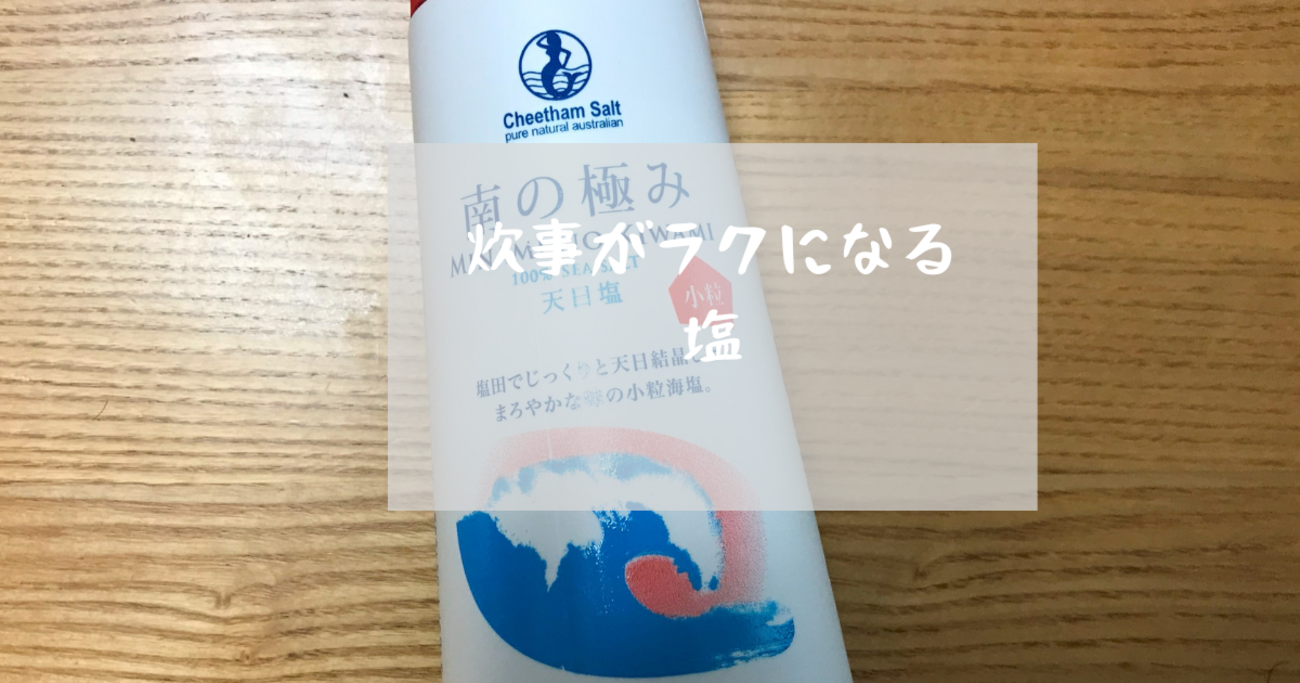 Cheetham Salt
pure natural australian
南の極み
炊事がラクになる
100% SEA SALT
天日塩
小粒
塩
塩田でじっくりと天日結晶
まろやかな の小粒海塩。